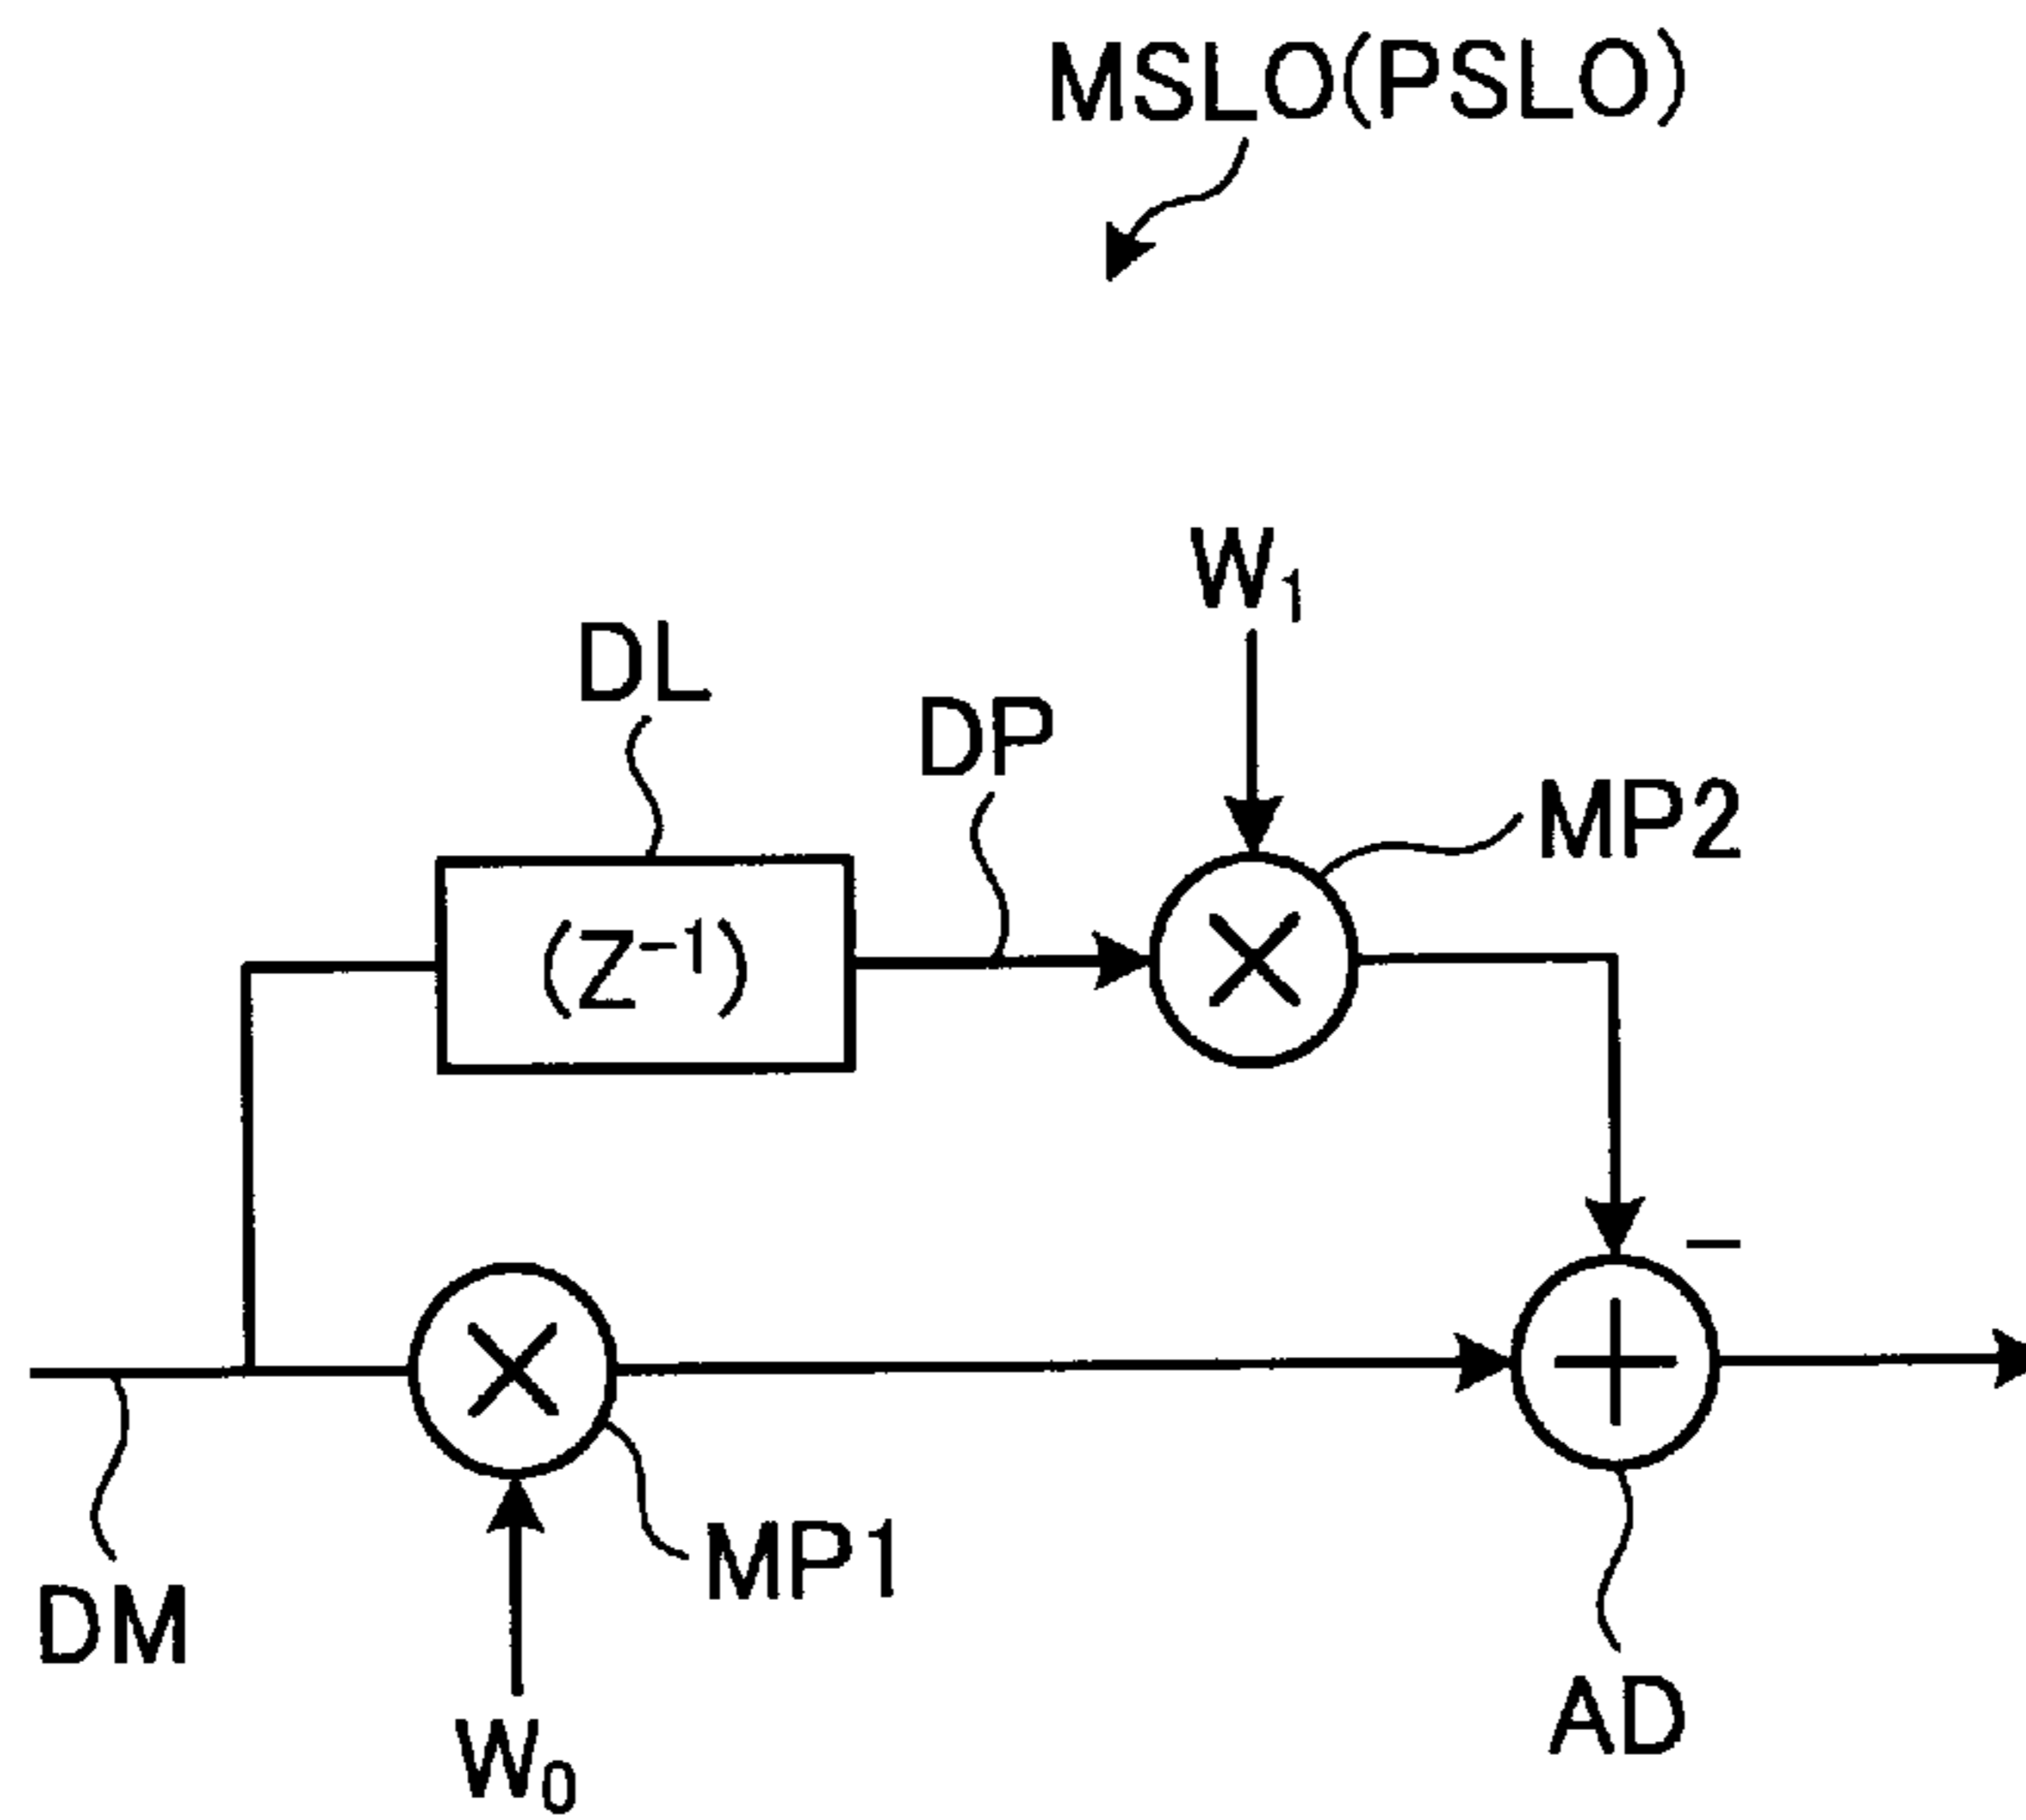 MSLO(PSLO)
W₁
DL
DP
MP2
(Z⁻¹)
−
MP1
DM
W₀
AD